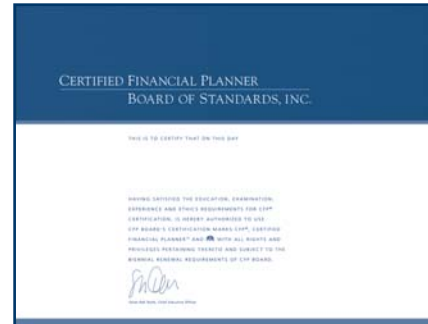 CERTIFIED FINANCIAL PLANNER
BOARD OF STANDARDS, INC.
THIS IS TO CERTIFY THAT ON THIS DAY
HAVING SATISFIED THE EDUCATION, EXAMINATION,
EXPERIENCE AND ETHICS REQUIREMENTS FOR CFP®
CERTIFICATION, IS HEREBY AUTHORIZED TO USE
CFP BOARD'S CERTIFICATION MARKS CFP®, CERTIFIED
FINANCIAL PLANNER™ AND WITH ALL RIGHTS AND
PRIVILEGES PERTAINING THERETO AND SUBJECT TO THE
BIENNIAL RENEWAL REQUIREMENTS OF CFP BOARD.
Chief Executive Officer